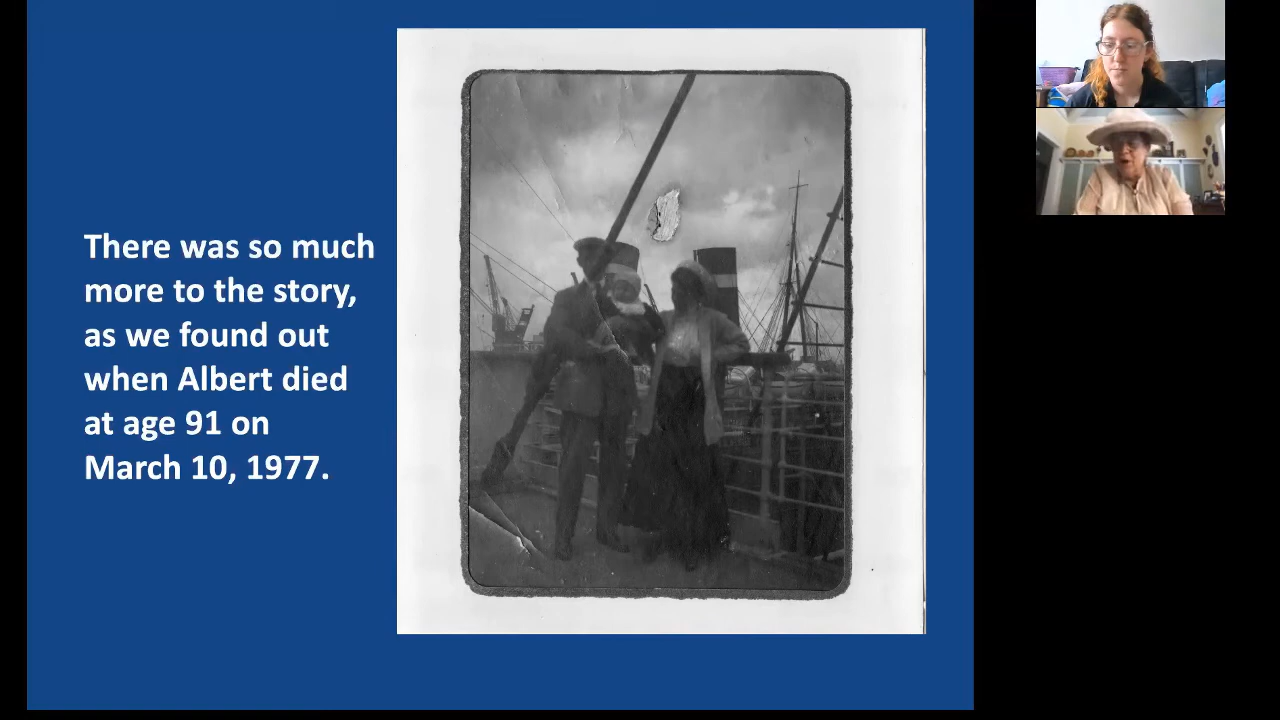 There was so much
more to the story,
as we found out
when Albert died
at age 91 on
March 10, 1977.